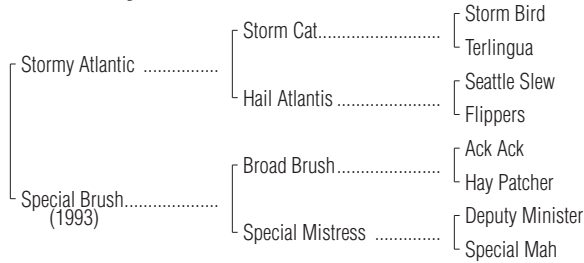 Storm Bird
Storm Cat.....................
Terlingua
Stormy Atlantic ................
Seattle Slew
Hail Atlantis ...................
Flippers
Ack Ack
Broad Brush.....................
Hay Patcher
Special Brush....................
(1993)
Deputy Minister
Special Mistress ..............
Special Mah